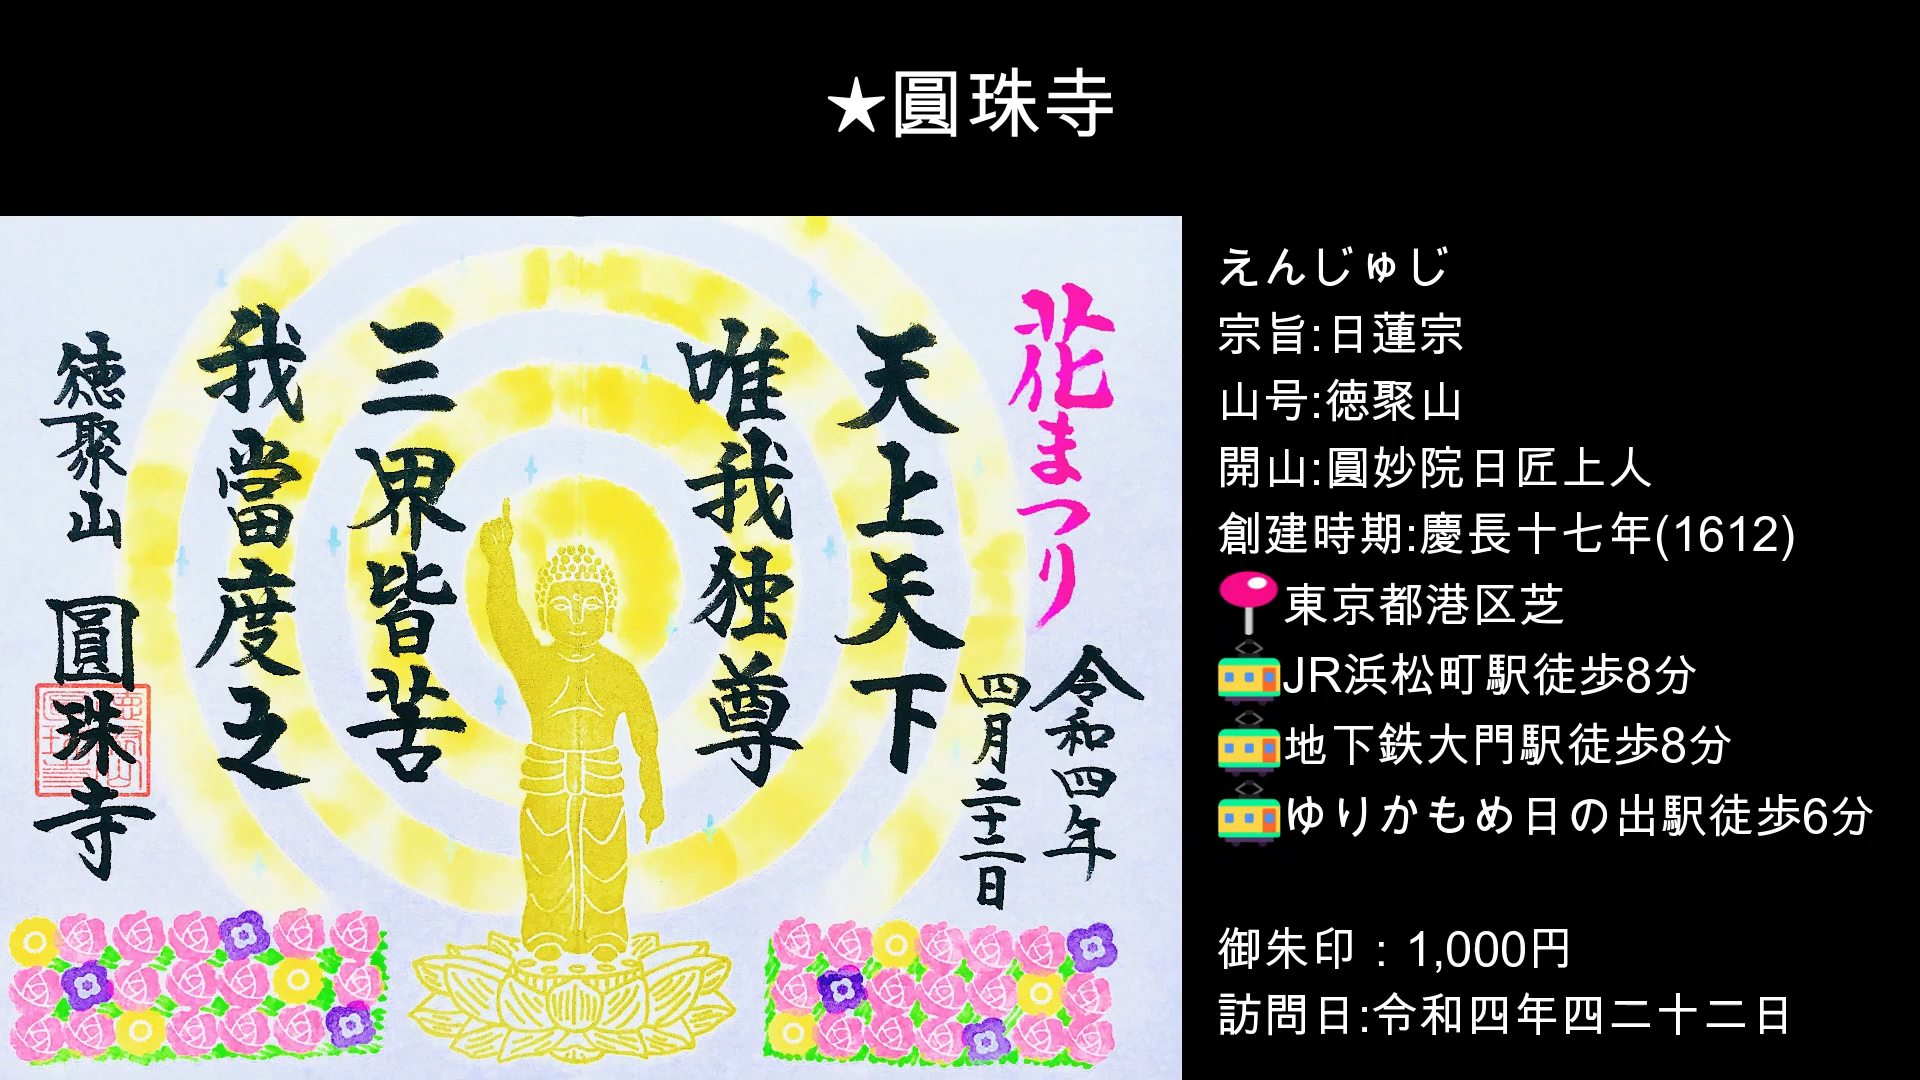 ★圓珠寺
花まつり
令和四年
四月二十二日
天上天下
唯我独尊
三界皆苦
我當度之
徳聚山 圓珠寺
えんじゅじ
宗旨:日蓮宗
山号:徳聚山
開山:圓妙院日匠上人
創建時期:慶長十七年(1612)
📍東京都港区芝
🚋JR浜松町駅徒歩8分
🚋地下鉄大門駅徒歩8分
🚋ゆりかもめ日の出駅徒歩6分
御朱印：1,000円
訪問日:令和四年四二十二日